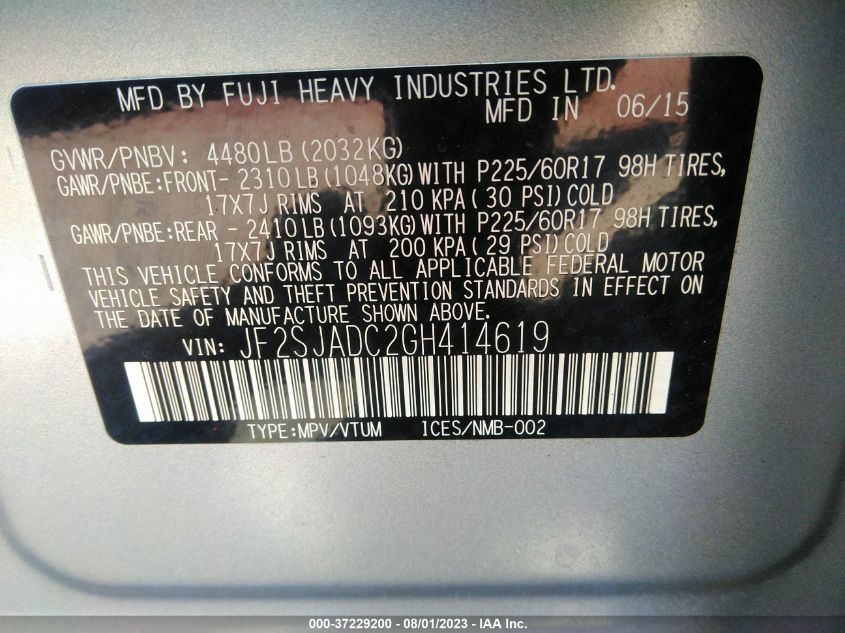 MFD BY FUJI HEAVY INDUSTRIES LTD.
MFD IN 06/15
GVWR/PNBV: 4480LB (2032KG)
GAWR/PNBE:FRONT- 2310LB (1048KG) WITH P225/60R17 98H TIRES,
17X7J RIMS AT 210 KPA (30 PSI) COLD
GAWR/PNBE:REAR - 2410LB (1093KG) WITH P225/60R17 98H TIRES,
17X7J RIMS AT 200 KPA (29 PSI) COLD
THIS VEHICLE CONFORMS TO ALL APPLICABLE FEDERAL MOTOR
VEHICLE SAFETY AND THEFT PREVENTION STANDARDS IN EFFECT ON
THE DATE OF MANUFACTURE SHOWN ABOVE.
VIN: JF2SJADC2GH414619
TYPE:MPV/VTUM ICES/NMB-002
000-37229200 - 08/01/2023 - IAA Inc.